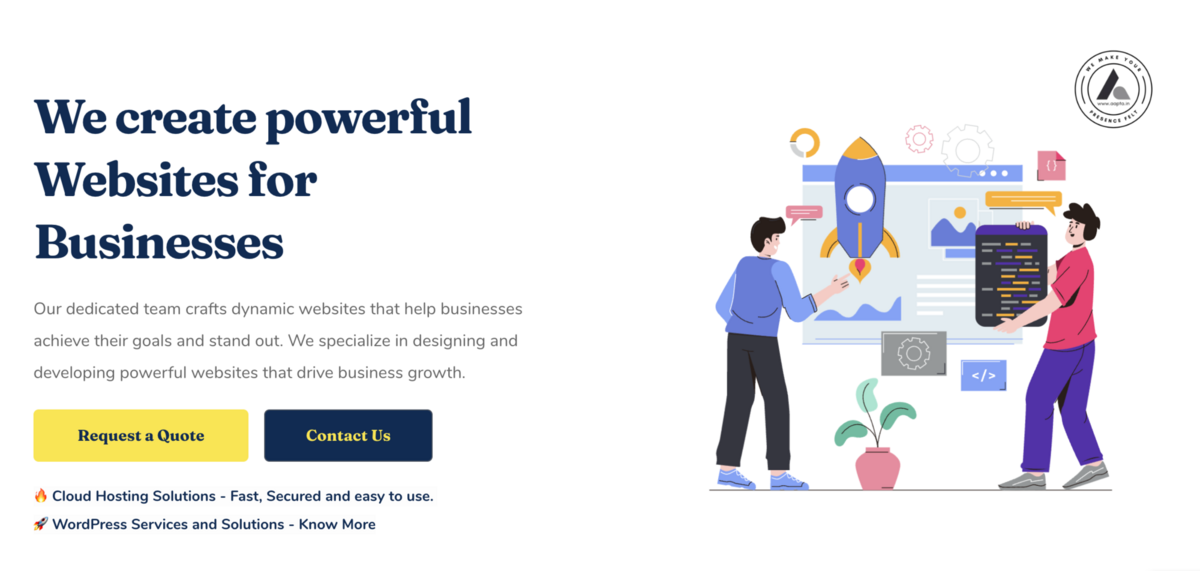 We create powerful
Websites for
Businesses
Our dedicated team crafts dynamic websites that help businesses
achieve their goals and stand out. We specialize in designing and
developing powerful websites that drive business growth.
Request a Quote
Contact Us
🔥 Cloud Hosting Solutions - Fast, Secured and easy to use.
🚀 WordPress Services and Solutions - Know More
WE MAKE YOUR
www.aapta.in
PRESENCE FELT
{ }
</>